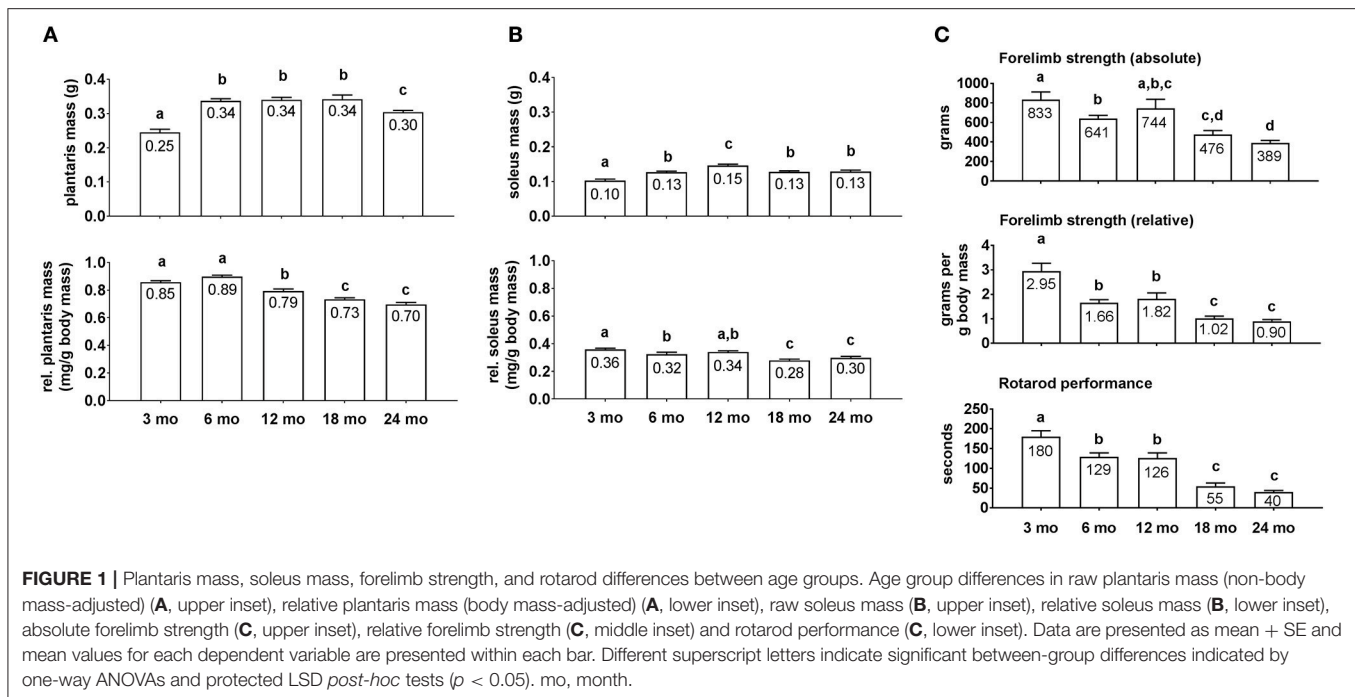 A
plantaris mass (g)
0.4
0.3
0.2
0.1
0.0
a
b
b
b
c
0.25
0.34
0.34
0.34
0.30
rel. plantaris mass
(mg/g body mass)
1.0
0.8
0.6
0.4
0.2
0.0
a
a
b
c
c
0.85
0.89
0.79
0.73
0.70
3 mo 6 mo 12 mo 18 mo 24 mo
B
soleus mass (g)
0.4
0.3
0.2
0.1
0.0
a
b
c
b
b
0.10
0.13
0.15
0.13
0.13
rel. soleus mass
(mg/g body mass)
1.0
0.8
0.6
0.4
0.2
0.0
a
b
a,b
c
c
0.36
0.32
0.34
0.28
0.30
3 mo 6 mo 12 mo 18 mo 24 mo
C
Forelimb strength (absolute)
grams
1000
800
600
400
200
0
a
b
a,b,c
c,d
d
833
641
744
476
389
Forelimb strength (relative)
grams per
g body mass
4
3
2
1
0
a
b
b
c
c
2.95
1.66
1.82
1.02
0.90
Rotarod performance
seconds
250
200
150
100
50
0
a
b
b
c
c
180
129
126
55
40
3 mo 6 mo 12 mo 18 mo 24 mo
FIGURE 1 | Plantaris mass, soleus mass, forelimb strength, and rotarod differences between age groups. Age group differences in raw plantaris mass (non-body
mass-adjusted) (A, upper inset), relative plantaris mass (body mass-adjusted) (A, lower inset), raw soleus mass (B, upper inset), relative soleus mass (B, lower inset),
absolute forelimb strength (C, upper inset), relative forelimb strength (C, middle inset) and rotarod performance (C, lower inset). Data are presented as mean + SE and
mean values for each dependent variable are presented within each bar. Different superscript letters indicate significant between-group differences indicated by
one-way ANOVAs and protected LSD post-hoc tests (p < 0.05). mo, month.